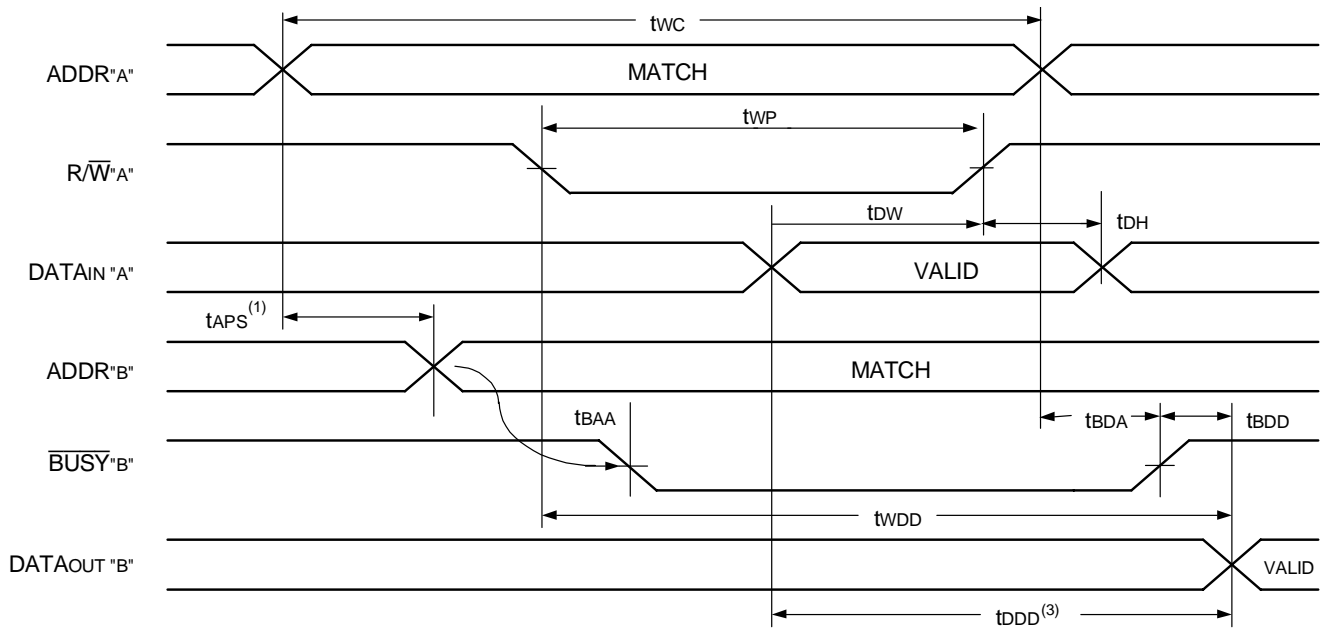 tWC
ADDR"A"
MATCH
tWP
R/W̅"A"
tDW
tDH
DATAIN "A"
VALID
tAPS(1)
ADDR"B"
MATCH
tBAA
tBDA
tBDD
B̅U̅S̅Y̅"B"
tWDD
DATAOUT "B"
VALID
tDDD(3)